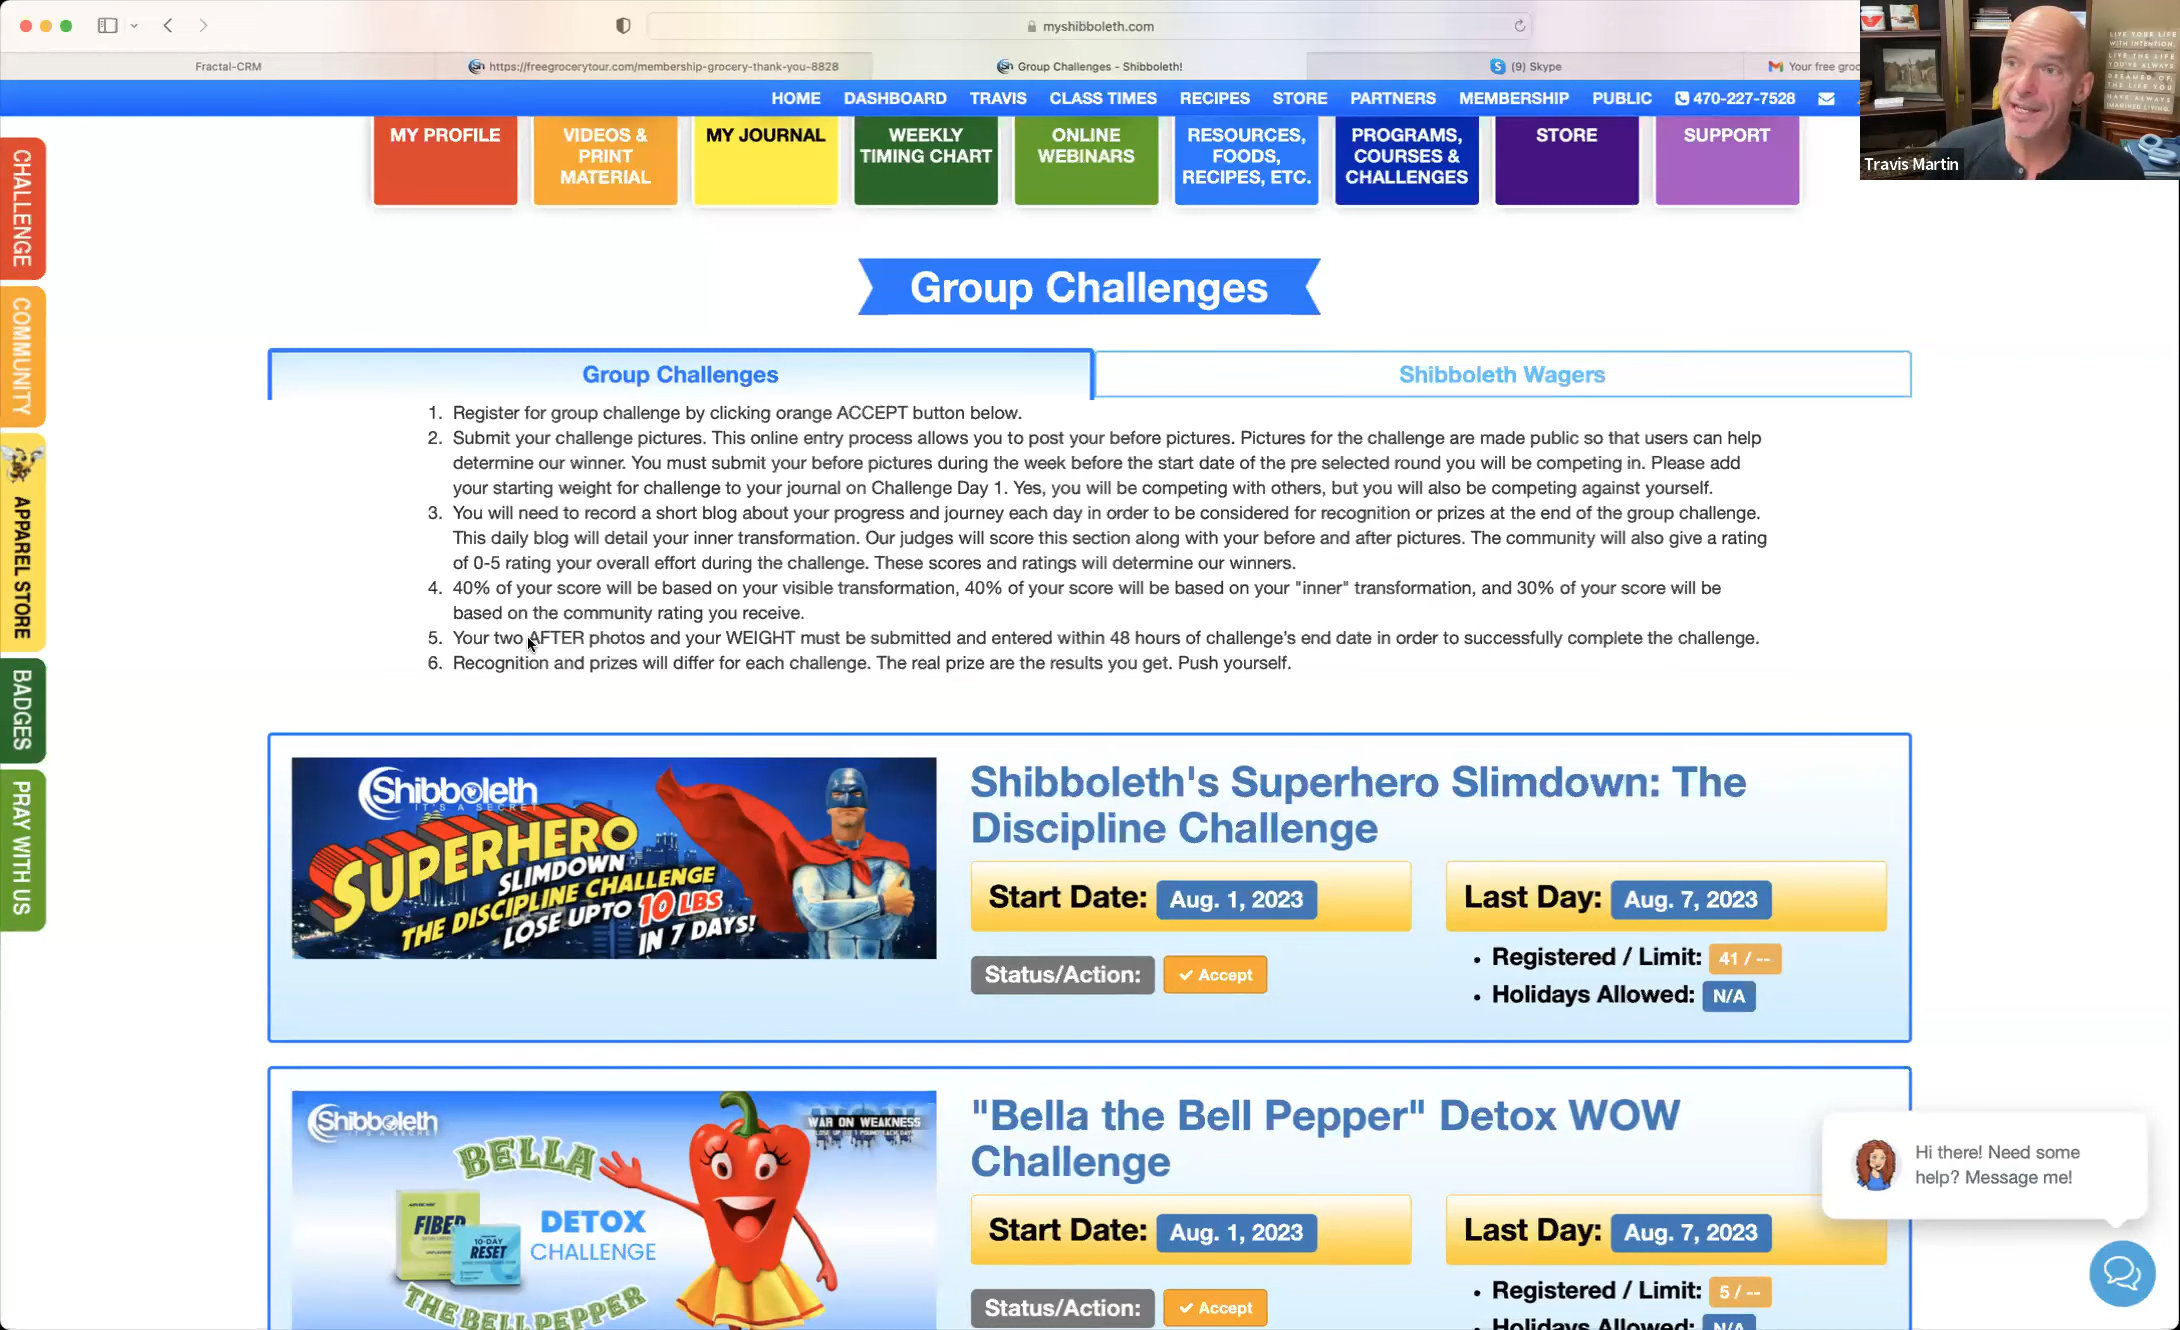 myshibboleth.com
Fractal-CRM
https://freegrocerytour.com/membership-grocery-thank-you-8828
Group Challenges - Shibboleth!
(9) Skype
Your free groc
HOME DASHBOARD TRAVIS CLASS TIMES RECIPES STORE PARTNERS MEMBERSHIP PUBLIC 470-227-7528
LIVE YOUR LIFE
WITH INTENTION.
LIVE THE LIFE
YOU'VE ALWAYS
DREAMED OF.
Travis Martin
MY PROFILE
VIDEOS &
PRINT
MATERIAL
MY JOURNAL
WEEKLY
TIMING CHART
ONLINE
WEBINARS
RESOURCES,
FOODS,
RECIPES, ETC.
PROGRAMS,
COURSES &
CHALLENGES
STORE
SUPPORT
CHALLENGE
COMMUNITY
APPAREL STORE
BADGES
PRAY WITH US
Group Challenges
Group Challenges
Shibboleth Wagers
1. Register for group challenge by clicking orange ACCEPT button below.
2. Submit your challenge pictures. This online entry process allows you to post your before pictures. Pictures for the challenge are made public so that users can help
determine our winner. You must submit your before pictures during the week before the start date of the pre selected round you will be competing in. Please add
your starting weight for challenge to your journal on Challenge Day 1. Yes, you will be competing with others, but you will also be competing against yourself.
3. You will need to record a short blog about your progress and journey each day in order to be considered for recognition or prizes at the end of the group challenge.
This daily blog will detail your inner transformation. Our judges will score this section along with your before and after pictures. The community will also give a rating
of 0-5 rating your overall effort during the challenge. These scores and ratings will determine our winners.
4. 40% of your score will be based on your visible transformation, 40% of your score will be based on your "inner" transformation, and 30% of your score will be
based on the community rating you receive.
5. Your two AFTER photos and your WEIGHT must be submitted and entered within 48 hours of challenge's end date in order to successfully complete the challenge.
6. Recognition and prizes will differ for each challenge. The real prize are the results you get. Push yourself.
Shibboleth
IT'S A SECRET
SUPERHERO
SLIMDOWN
THE DISCIPLINE CHALLENGE
LOSE UP TO 10 LBS
IN 7 DAYS!
Shibboleth's Superhero Slimdown: The
Discipline Challenge
Start Date: Aug. 1, 2023
Last Day: Aug. 7, 2023
Status/Action: Accept
Registered / Limit: 41 / --
Holidays Allowed: N/A
Shibboleth
IT'S A SECRET
WAR ON WEAKNESS
BELLA
FIBER
10-DAY
RESET
DETOX
CHALLENGE
THE BELL PEPPER
"Bella the Bell Pepper" Detox WOW
Challenge
Start Date: Aug. 1, 2023
Last Day: Aug. 7, 2023
Status/Action: Accept
Registered / Limit: 5 / --
Holidays Allowed: N/A
Hi there! Need some
help? Message me!